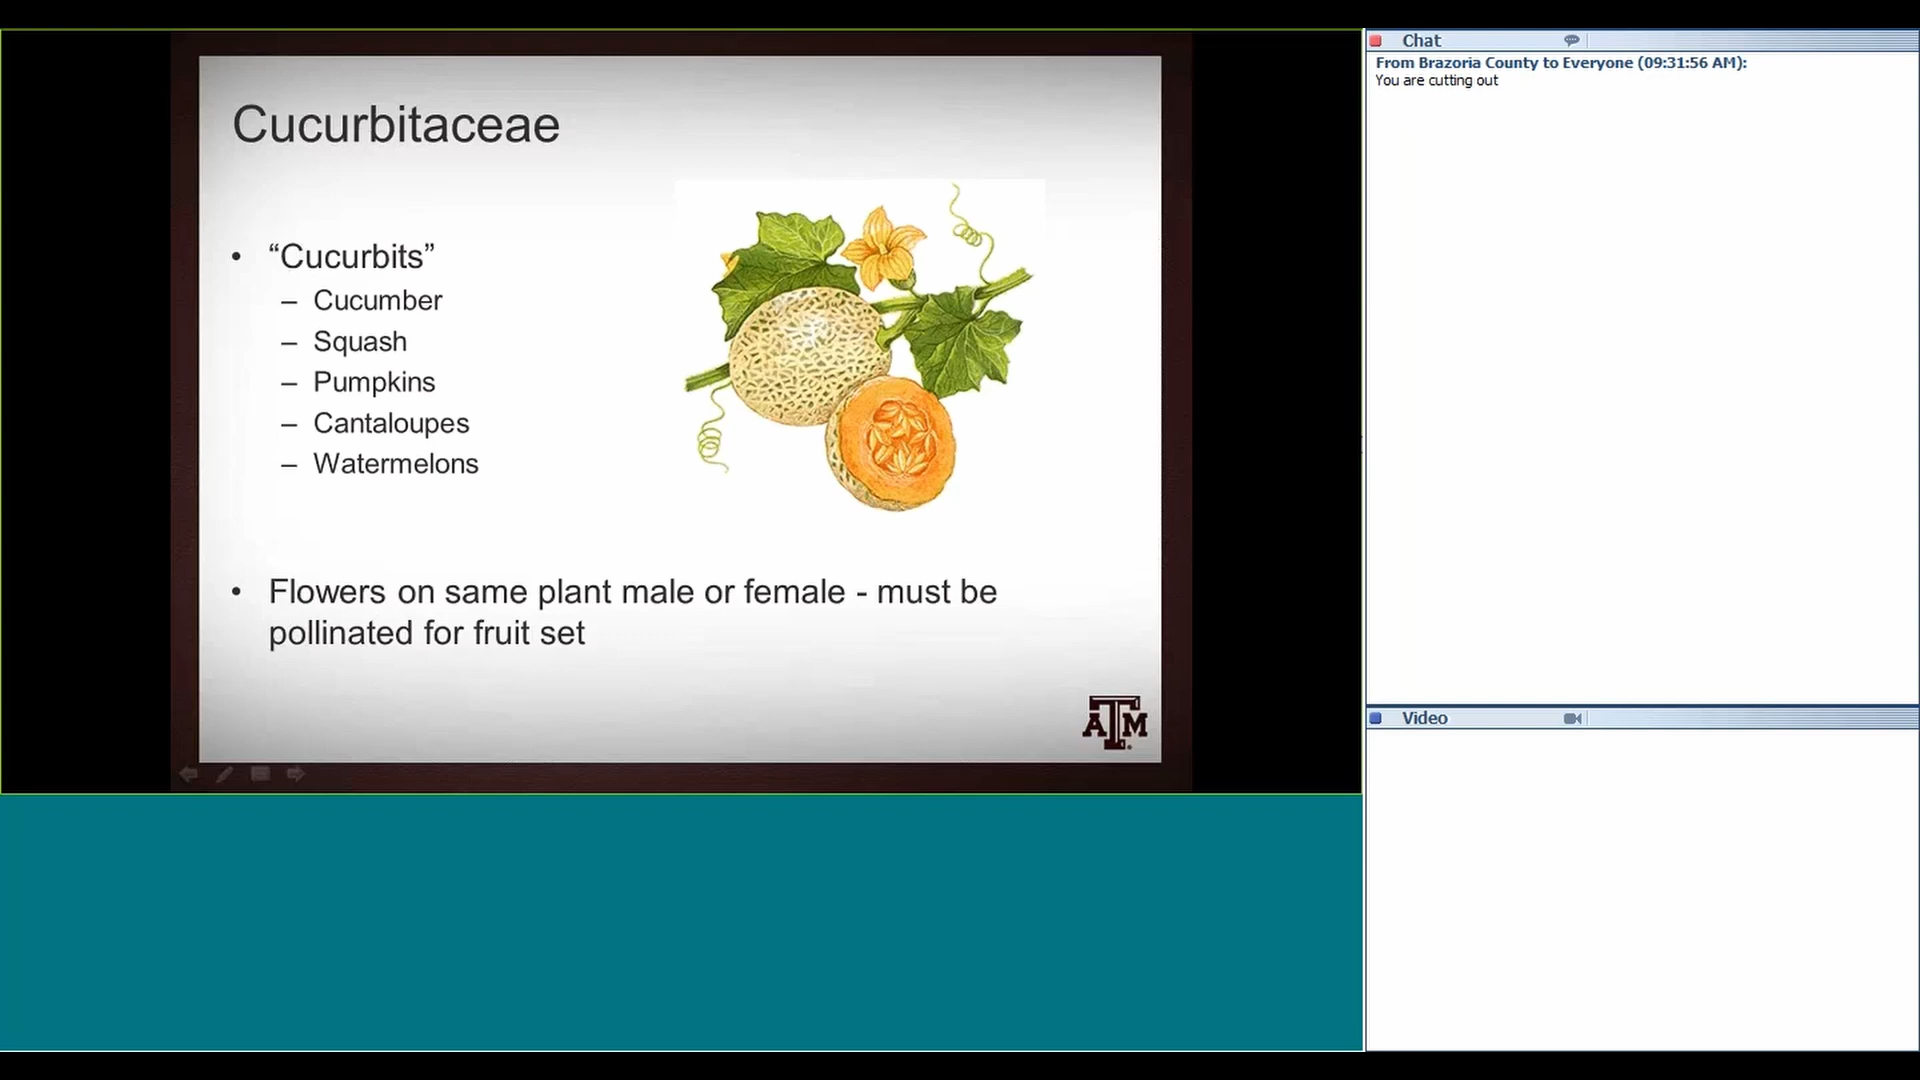 Cucurbitaceae
• “Cucurbits”
– Cucumber
– Squash
– Pumpkins
– Cantaloupes
– Watermelons
• Flowers on same plant male or female - must be
pollinated for fruit set
ATM
Chat
From Brazoria County to Everyone (09:31:56 AM):
You are cutting out
Video